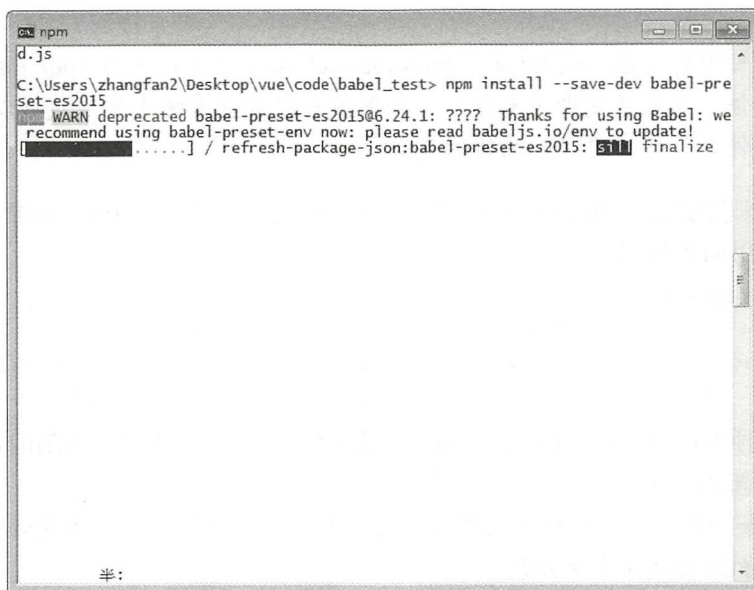 npm
d.js
C:\Users\zhangfan2\Desktop\vue\code\babel_test> npm install --save-dev babel-pre
set-es2015
npm WARN deprecated babel-preset-es2015@6.24.1: ????  Thanks for using Babel: we
recommend using babel-preset-env now: please read babeljs.io/env to update!
[ ......] / refresh-package-json:babel-preset-es2015: sill finalize
半: